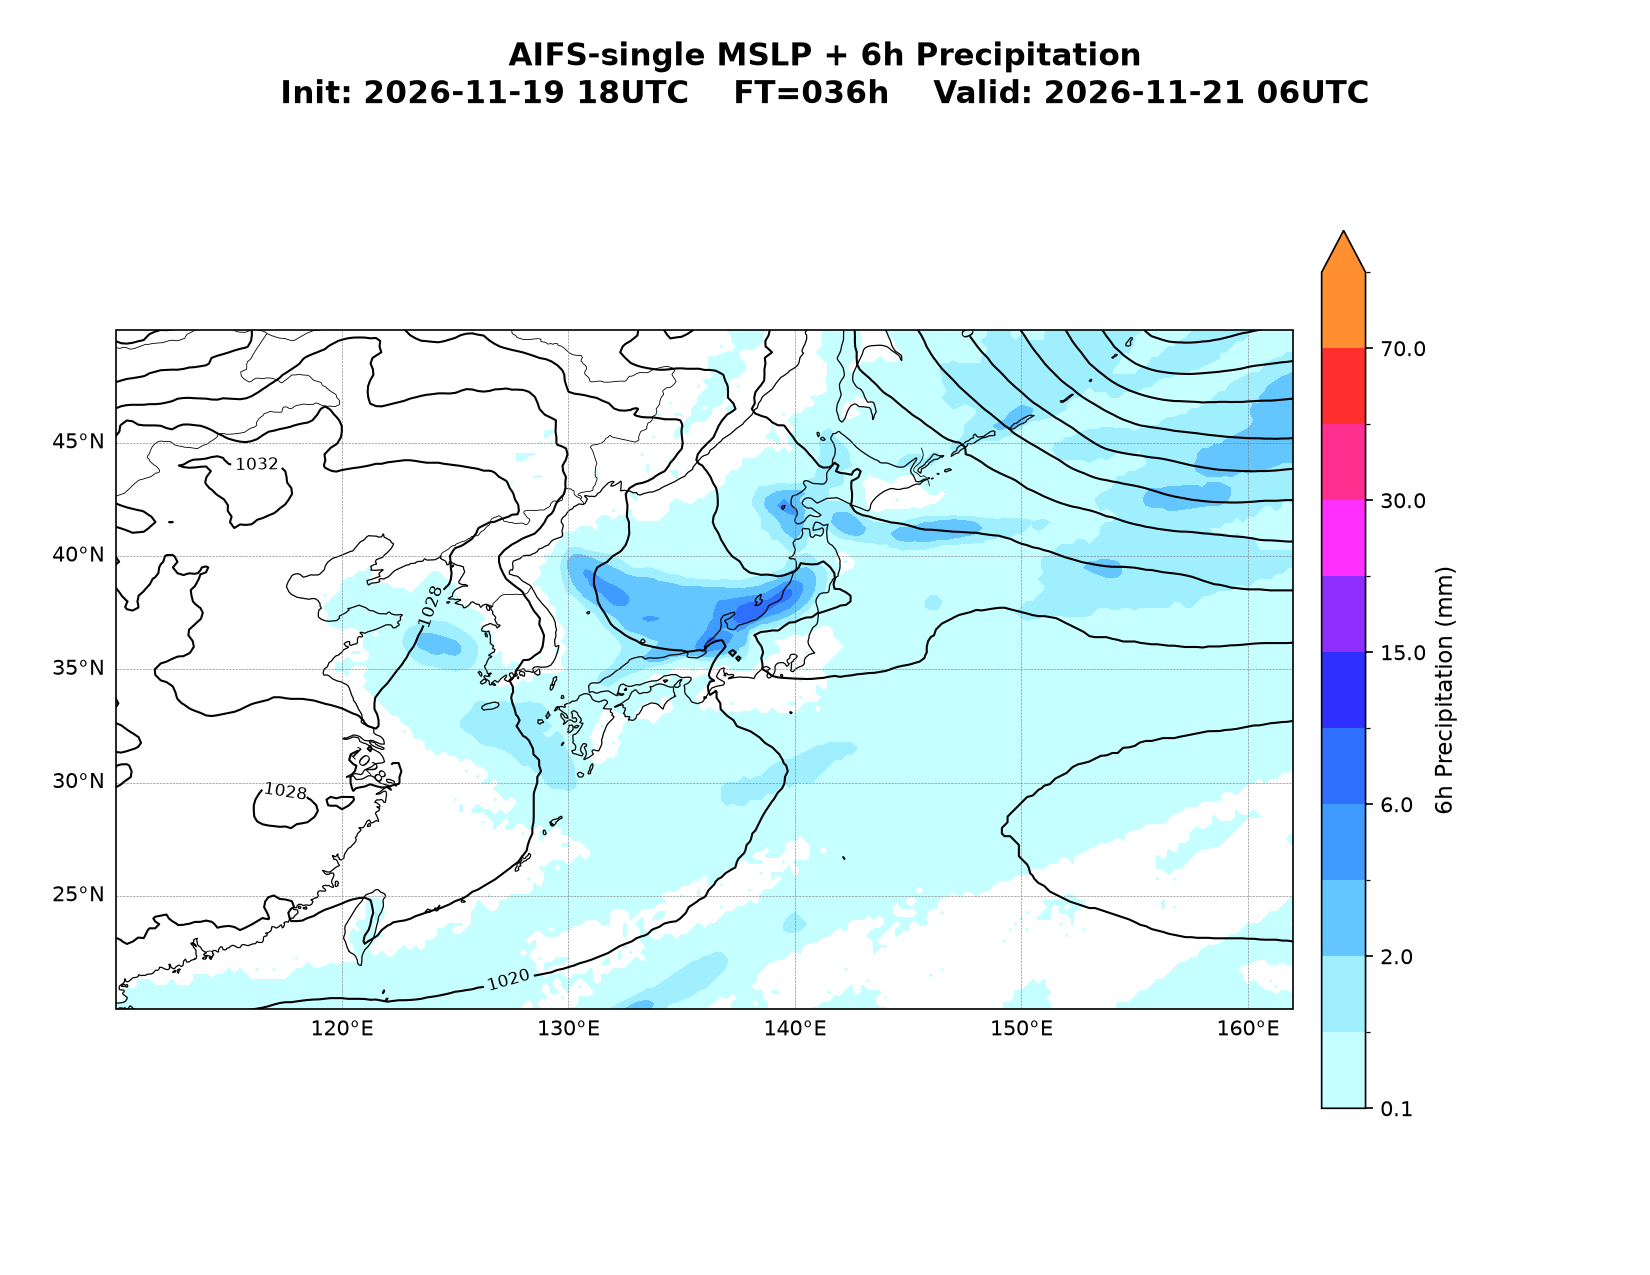 AIFS-single MSLP + 6h Precipitation
Init: 2026-11-19 18UTC    FT=036h    Valid: 2026-11-21 06UTC
70.0
45°N
1032
30.0
40°N
1028
15.0
35°N
6h Precipitation (mm)
1028
30°N
1028
6.0
25°N
2.0
1020
120°E
130°E
140°E
150°E
160°E
0.1